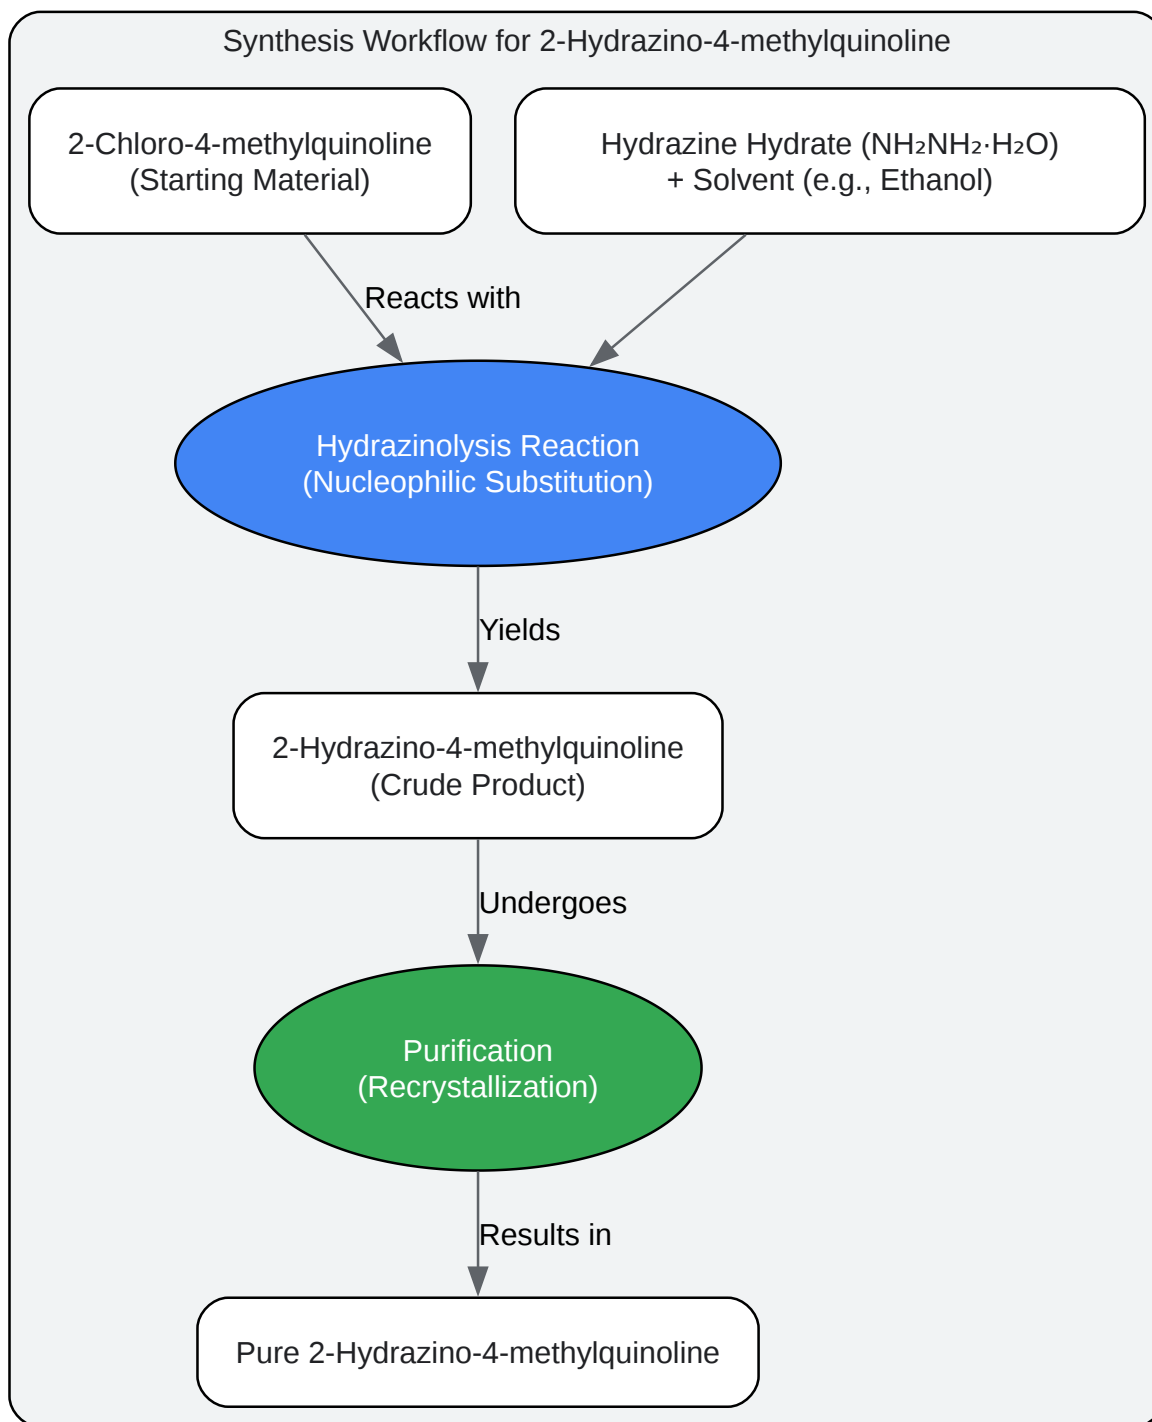 Synthesis Workflow for 2-Hydrazino-4-methylquinoline
2-Chloro-4-methylquinoline
(Starting Material)
Hydrazine Hydrate (NH₂NH₂·H₂O)
+ Solvent (e.g., Ethanol)
Reacts with
Hydrazinolysis Reaction
(Nucleophilic Substitution)
Yields
2-Hydrazino-4-methylquinoline
(Crude Product)
Undergoes
Purification
(Recrystallization)
Results in
Pure 2-Hydrazino-4-methylquinoline